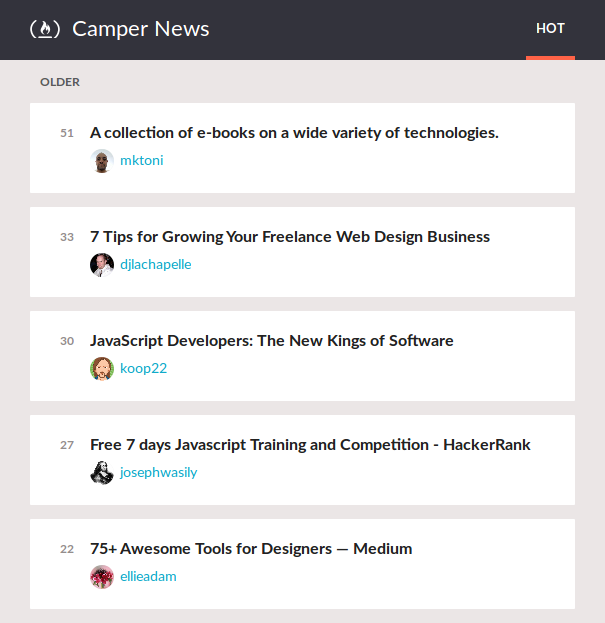 Camper News
HOT
OLDER
51
A collection of e-books on a wide variety of technologies.
mktoni
33
7 Tips for Growing Your Freelance Web Design Business
djlachapelle
30
JavaScript Developers: The New Kings of Software
koop22
27
Free 7 days Javascript Training and Competition - HackerRank
josephwasily
22
75+ Awesome Tools for Designers — Medium
ellieadam